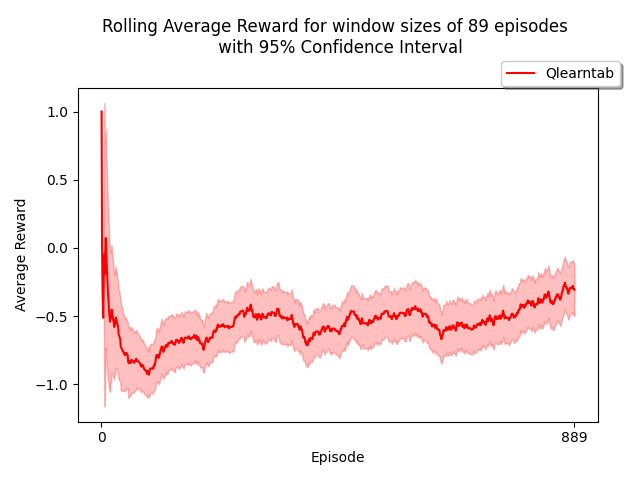 Rolling Average Reward for window sizes of 89 episodes
with 95% Confidence Interval
Qlearntab
1.0
0.5
0.0
−0.5
−1.0
Average Reward
0
889
Episode